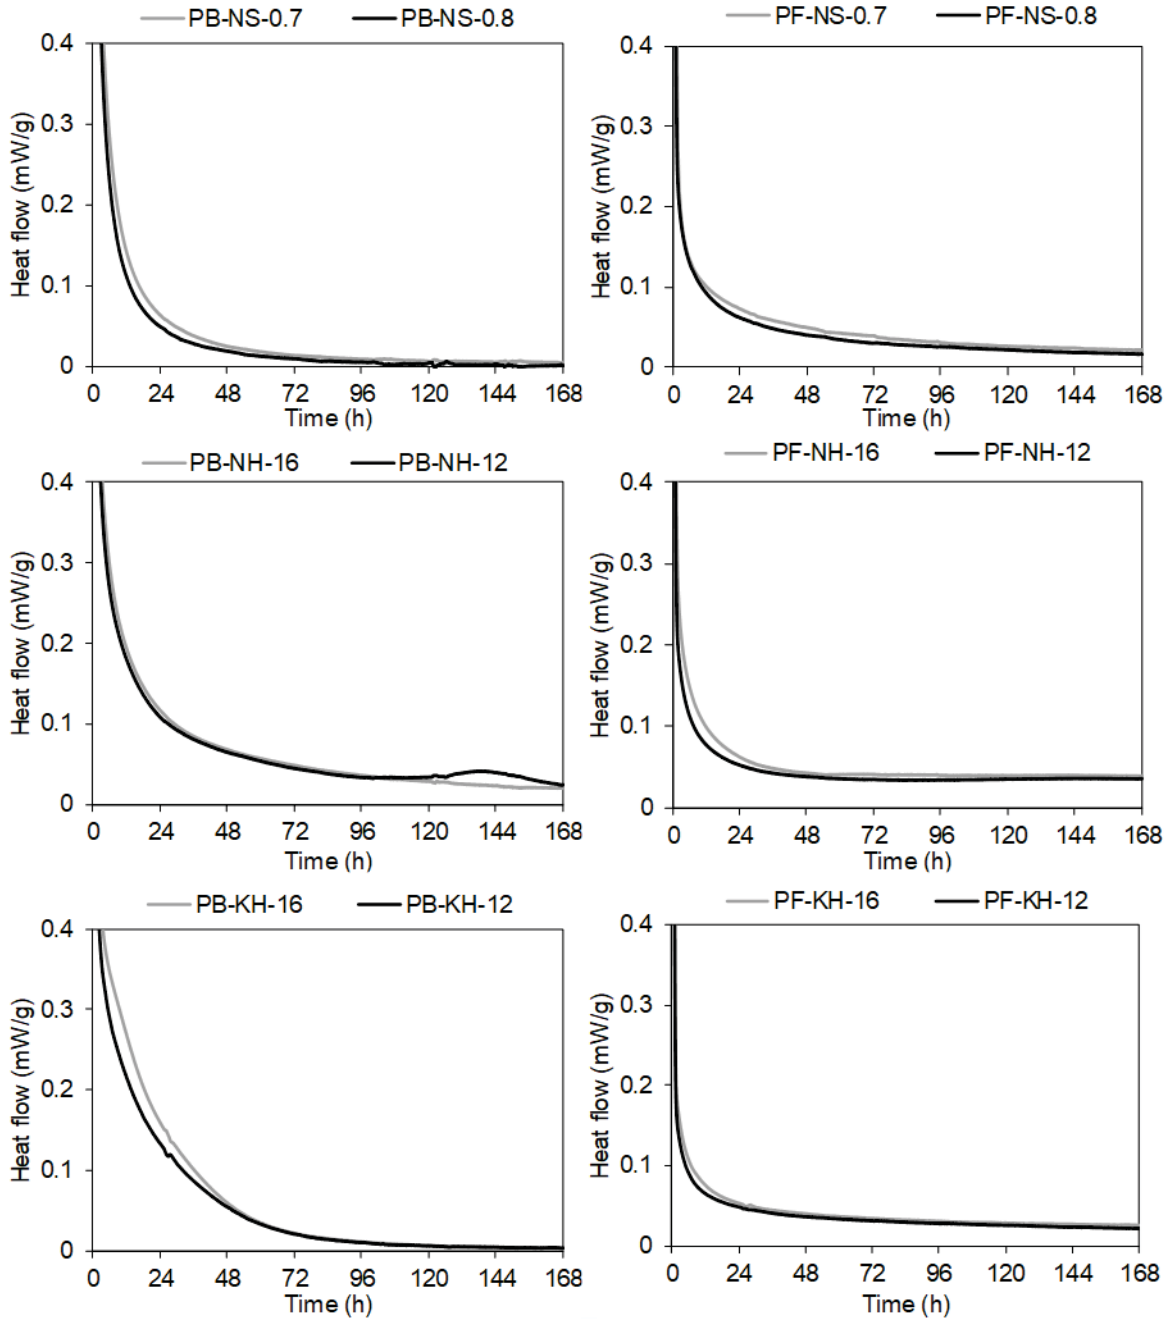 PB-NS-0.7 PB-NS-0.8
0.4
0.3
0.2
0.1
0
Heat flow (mW/g)
0 24 48 72 96 120 144 168
Time (h)
PF-NS-0.7 PF-NS-0.8
0.4
0.3
0.2
0.1
0
Heat flow (mW/g)
0 24 48 72 96 120 144 168
Time (h)
PB-NH-16 PB-NH-12
0.4
0.3
0.2
0.1
0
Heat flow (mW/g)
0 24 48 72 96 120 144 168
Time (h)
PF-NH-16 PF-NH-12
0.4
0.3
0.2
0.1
0
Heat flow (mW/g)
0 24 48 72 96 120 144 168
Time (h)
PB-KH-16 PB-KH-12
0.4
0.3
0.2
0.1
0
Heat flow (mW/g)
0 24 48 72 96 120 144 168
Time (h)
PF-KH-16 PF-KH-12
0.4
0.3
0.2
0.1
0
Heat flow (mW/g)
0 24 48 72 96 120 144 168
Time (h)